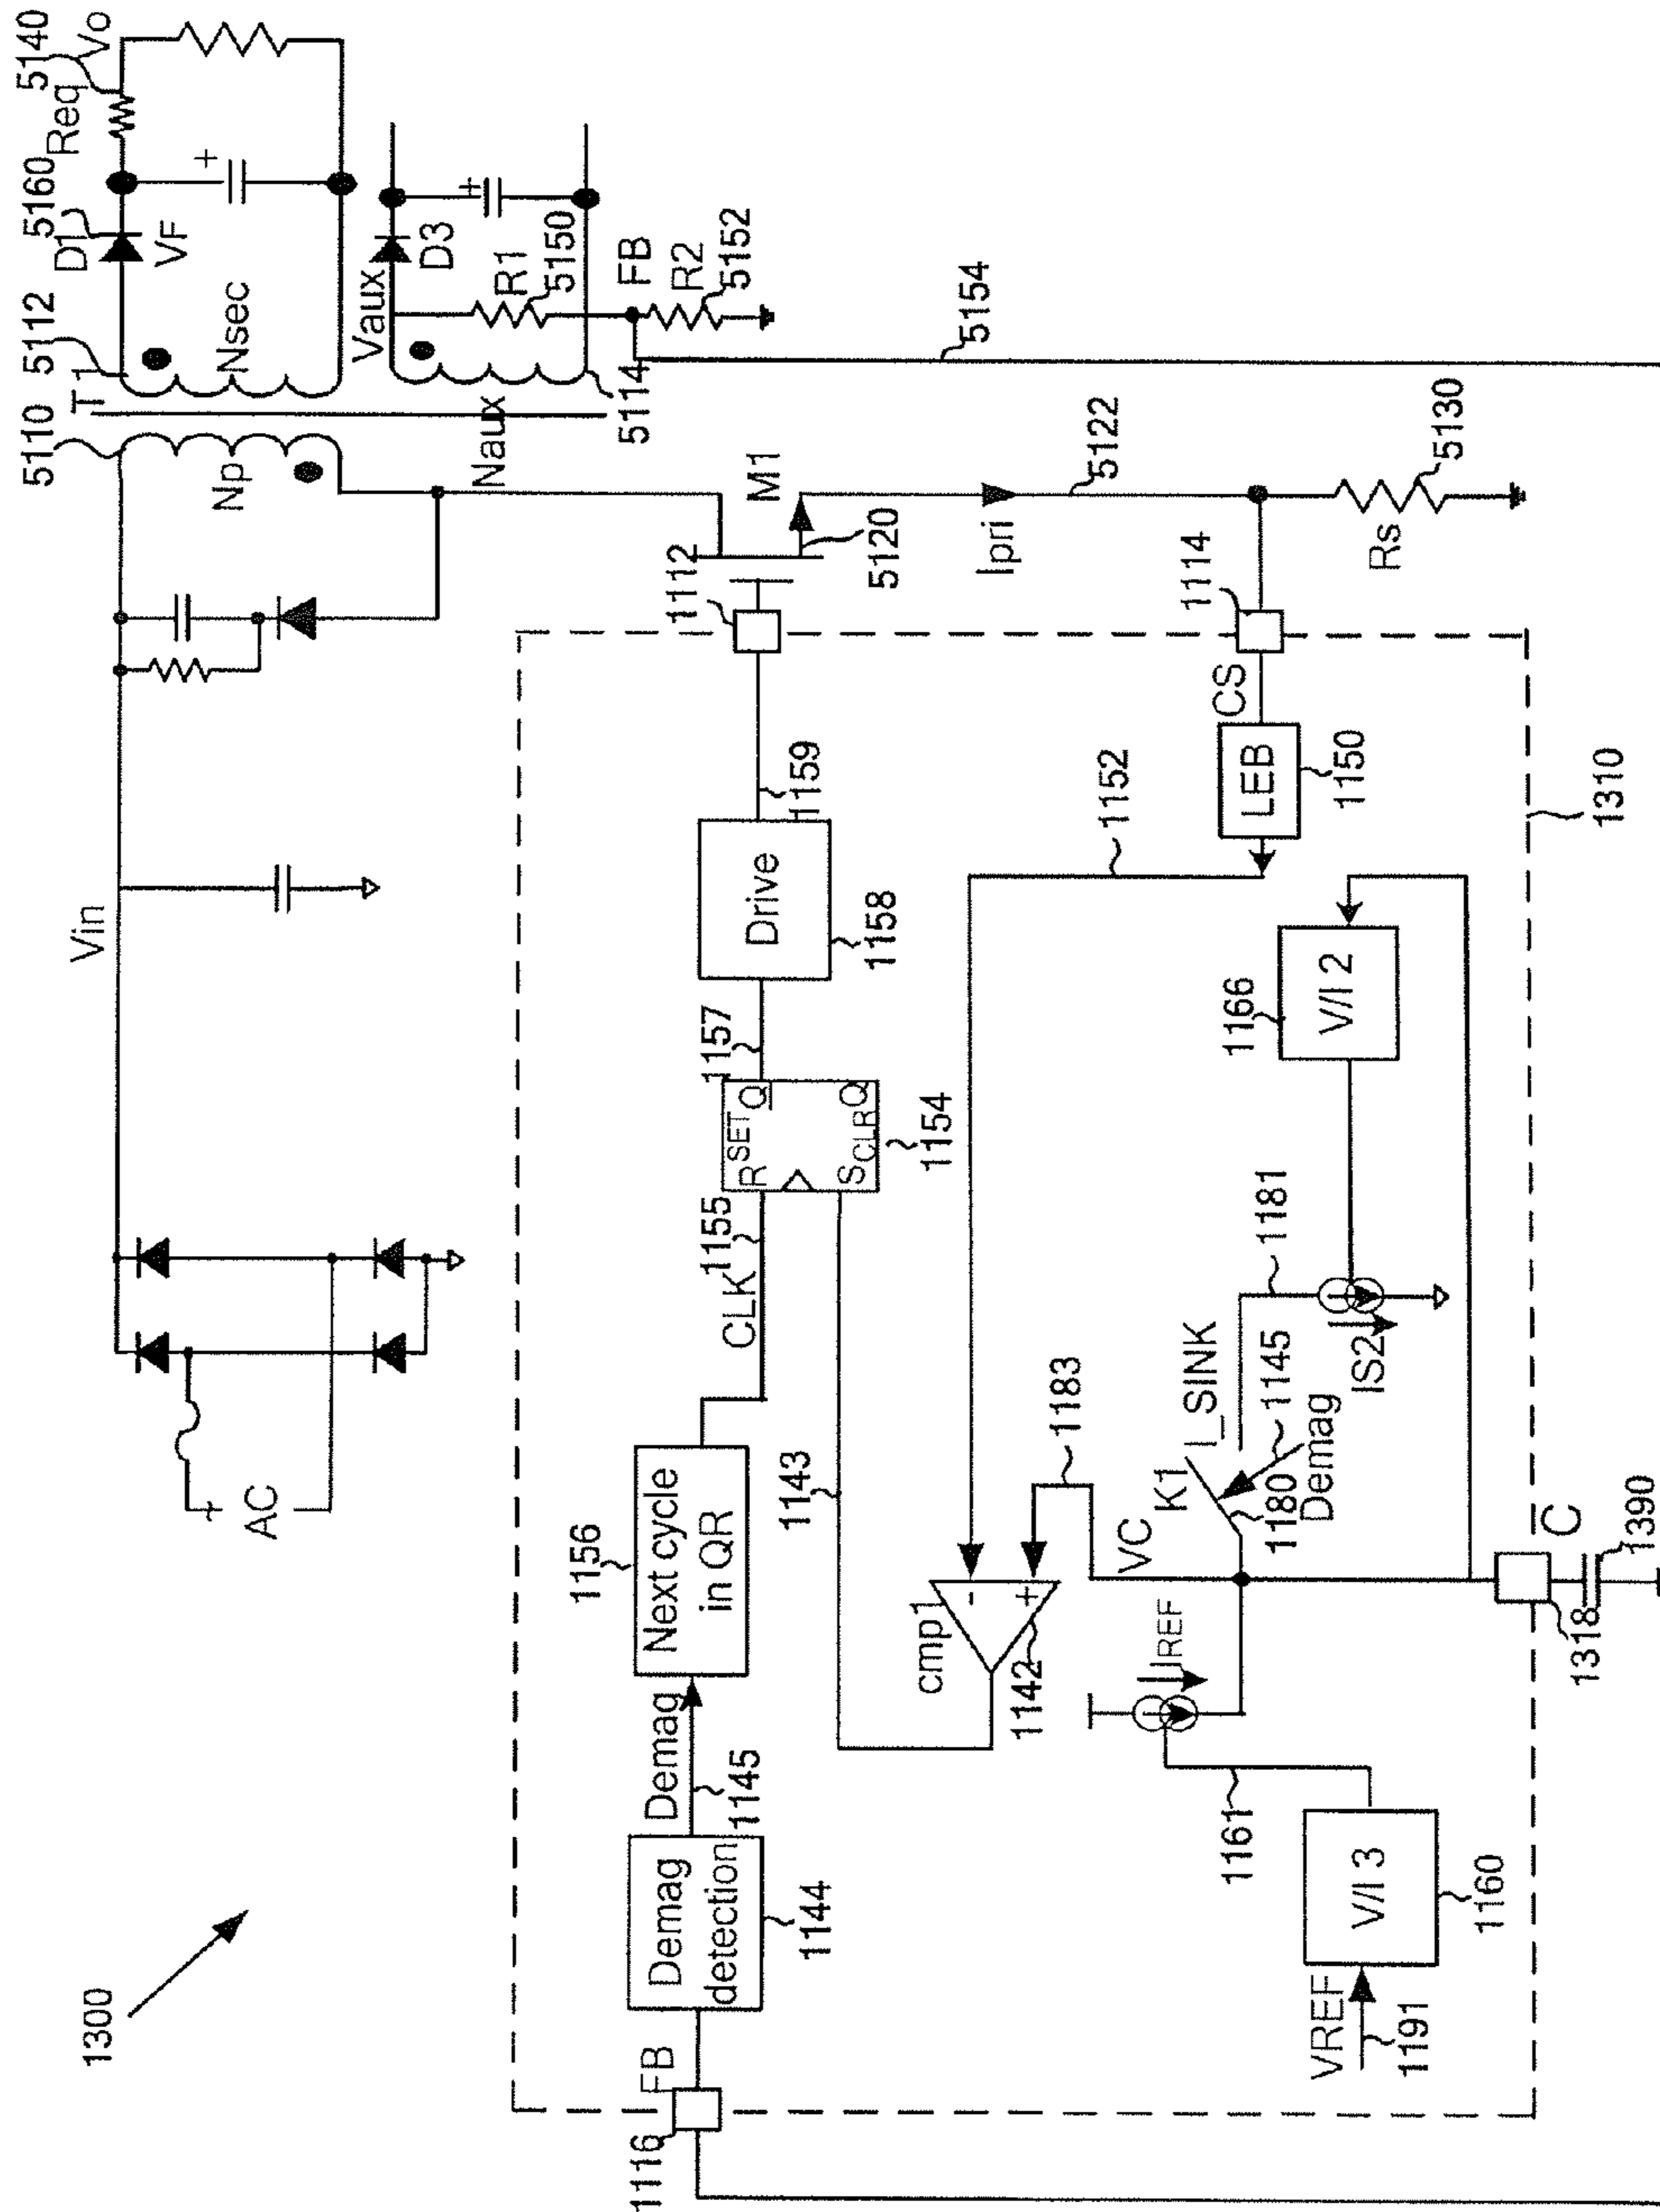 1300
AC
Vin
5110
T1
5112
Nsec
D1
5160
VF
Req
5140
Vo
Np
Naux
Vaux
D3
R1
5150
FB
R2
5152
5114
5154
M1
5120
Ipri
5122
Rs
5130
1116
FB
Demag detection
1144
Demag
1145
Next cycle in QR
1156
CLK
1155
R SET Q
S CLR Q
1154
1157
Drive
1158
1159
1112
1143
cmp1
-
+
1142
1152
LEB
1150
CS
1114
1183
VC
K1
1180
I_SINK
1145
Demag
1181
IS2
V/I 2
1166
1310
IREF
1161
VREF
1191
V/I 3
1160
1318
C
1390